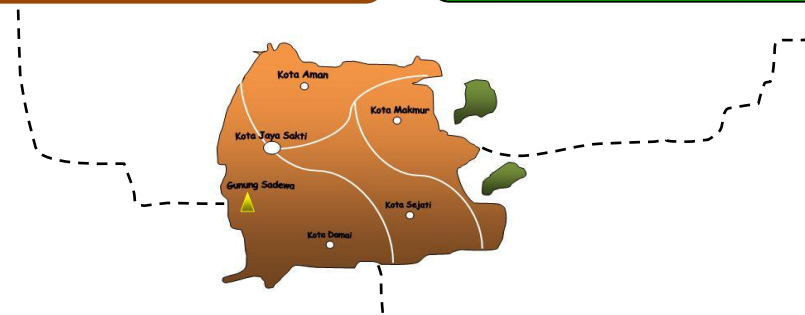 Kota Aman
Kota Makmur
Kota Jaya Sakti
Gunung Sadewa
Kota Sejati
Kota Damai